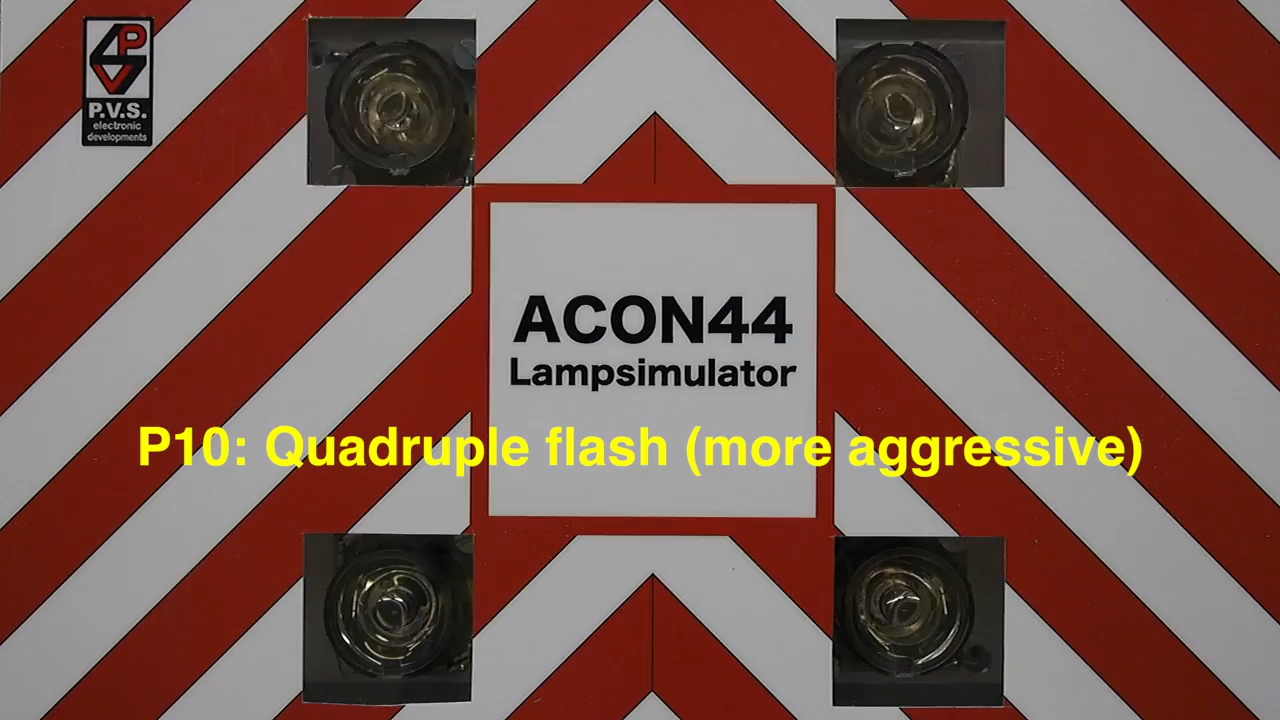 P
V
P.V.S.
electronic
developments
ACON44
Lampsimulator
P10: Quadruple flash (more aggressive)